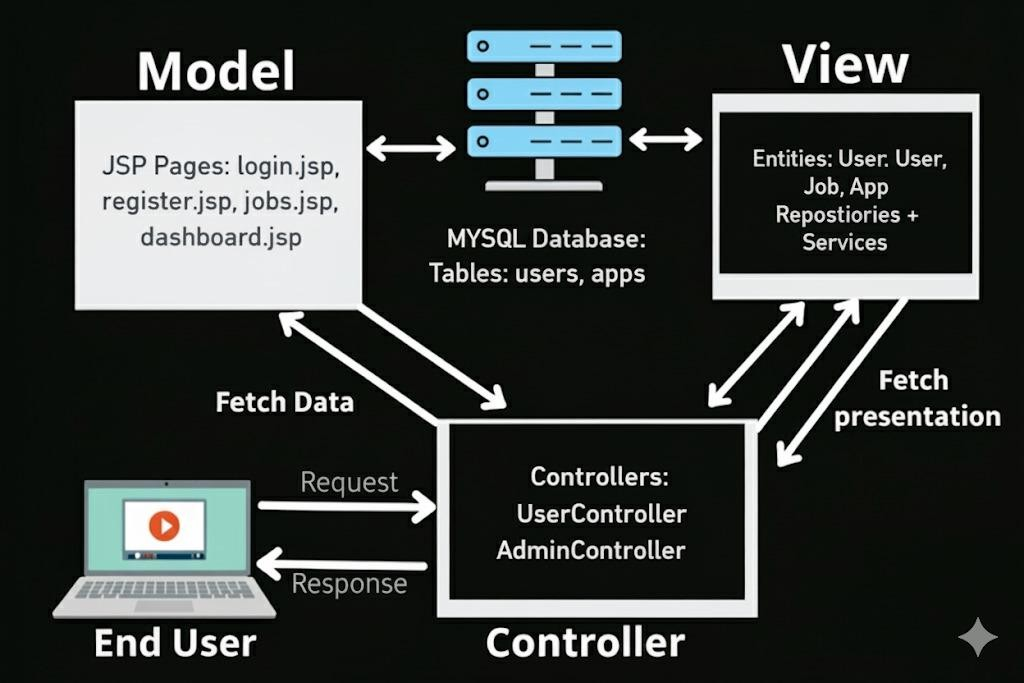 Model
JSP Pages: login.jsp,
register.jsp, jobs.jsp,
dashboard.jsp
MYSQL Database:
Tables: users, apps
View
Entities: User. User,
Job, App
Repostiories +
Services
Fetch Data
Fetch
presentation
Request
Response
End User
Controllers:
UserController
AdminController
Controller